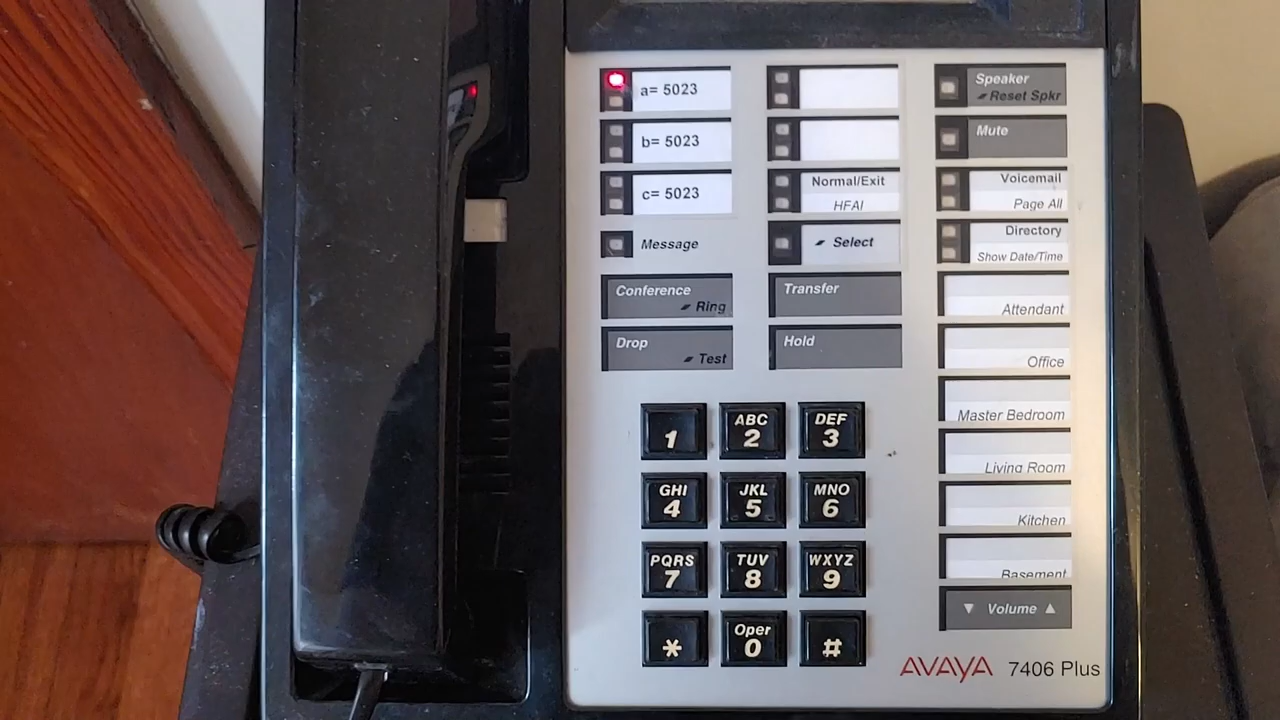 a= 5023
b= 5023
c= 5023
Message
Conference
Ring
Drop
Test
Normal/Exit
HFAI
Select
Transfer
Hold
Speaker
Reset Spkr
Mute
Voicemail
Page All
Directory
Show Date/Time
Attendant
Office
Master Bedroom
Living Room
Kitchen
Basement
▼ Volume ▲
1
ABC
2
DEF
3
GHI
4
JKL
5
MNO
6
PQRS
7
TUV
8
WXYZ
9
*
Oper
0
#
AVAYA 7406 Plus